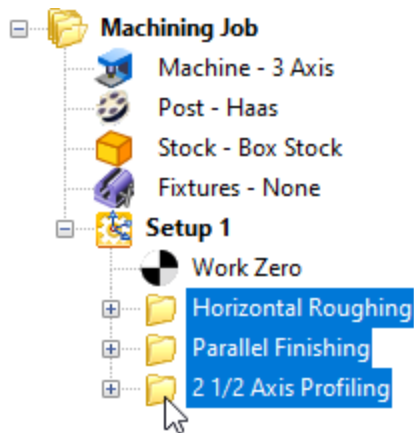 Machining Job
Machine - 3 Axis
Post - Haas
Stock - Box Stock
Fixtures - None
Setup 1
Work Zero
Horizontal Roughing
Parallel Finishing
2 1/2 Axis Profiling